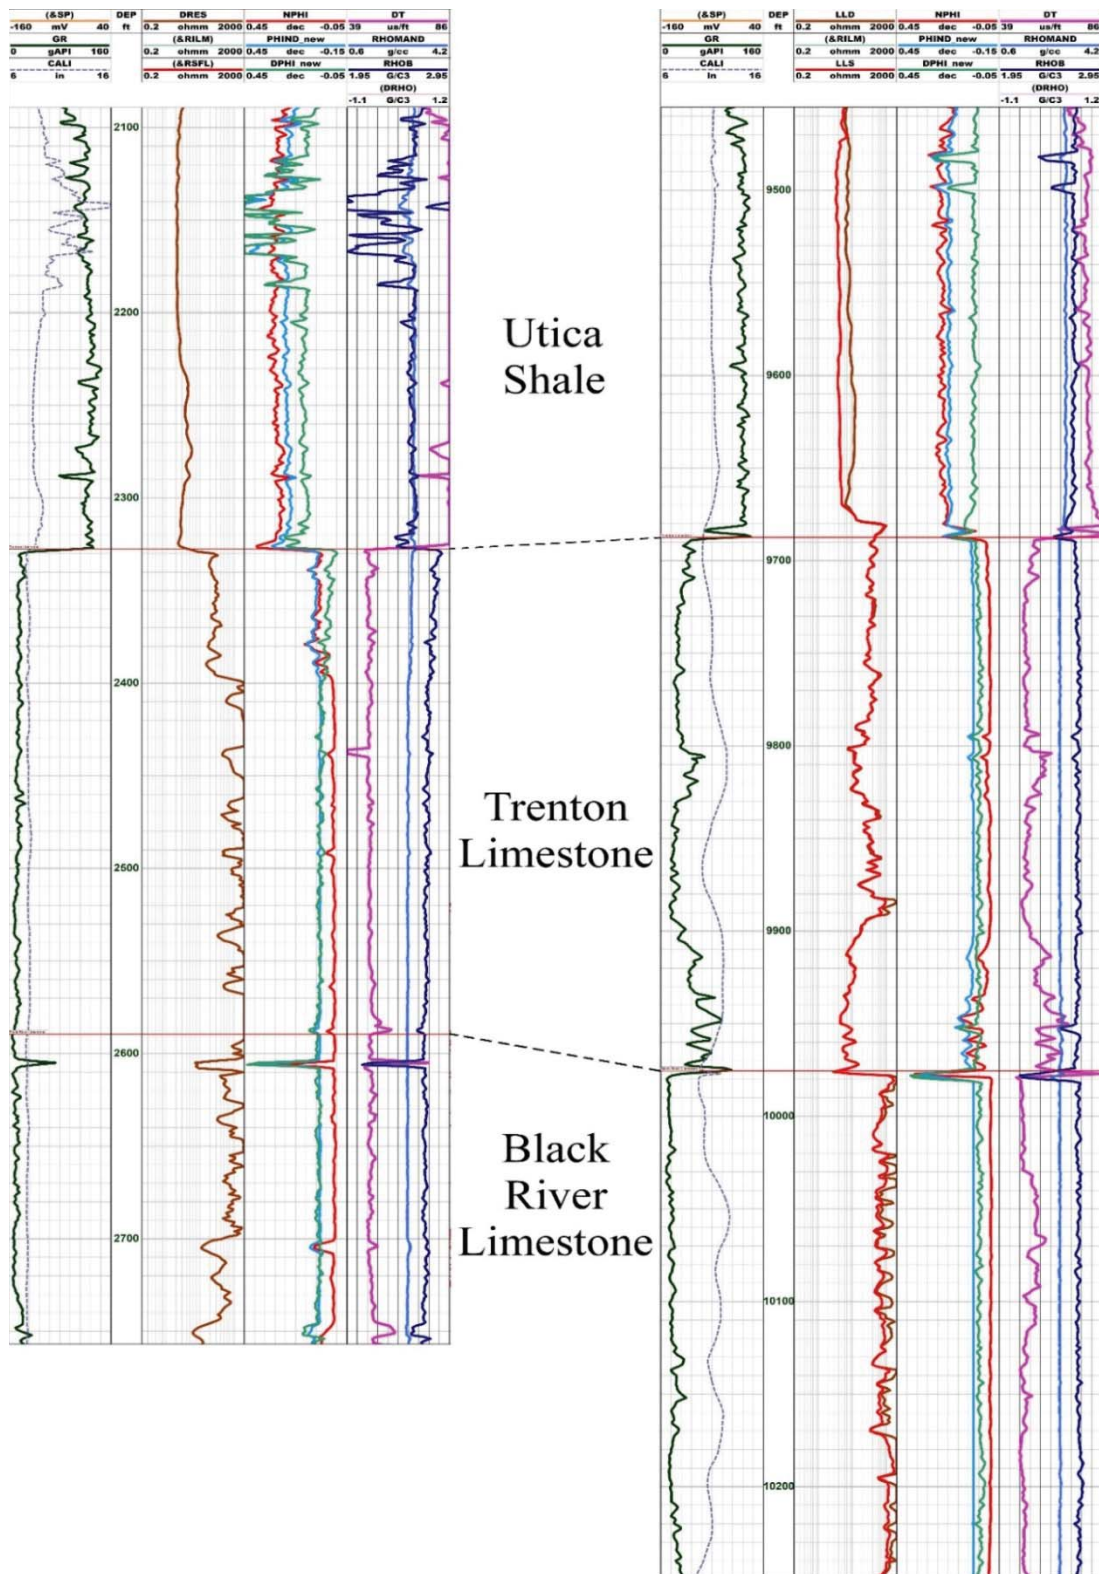 (&SP) DEP DRES NPHI DT
-160 mV 40 ft 0.2 ohmm 2000 0.45 dec -0.05 39 us/ft 86
GR (&RILM) PHIND_new RHOMAND
0 gAPI 160 0.2 ohmm 2000 0.45 dec -0.15 0.6 g/cc 4.2
CALI (&RSFL) DPHI_new RHOB
6 in 16 0.2 ohmm 2000 0.45 dec -0.05 1.95 G/C3 2.95
(DRHO)
-1.1 G/C3 1.2
2100
2200
2300
2400
2500
2600
2700
Utica
Shale
Trenton
Limestone
Black
River
Limestone
(&SP) DEP LLD NPHI DT
-160 mV 40 ft 0.2 ohmm 2000 0.45 dec -0.05 39 us/ft 86
GR (&RILM) PHIND_new RHOMAND
0 gAPI 160 0.2 ohmm 2000 0.45 dec -0.15 0.6 g/cc 4.2
CALI LLS DPHI_new RHOB
6 in 16 0.2 ohmm 2000 0.45 dec -0.05 1.95 G/C3 2.95
(DRHO)
-1.1 G/C3 1.2
9500
9600
9700
9800
9900
10000
10100
10200